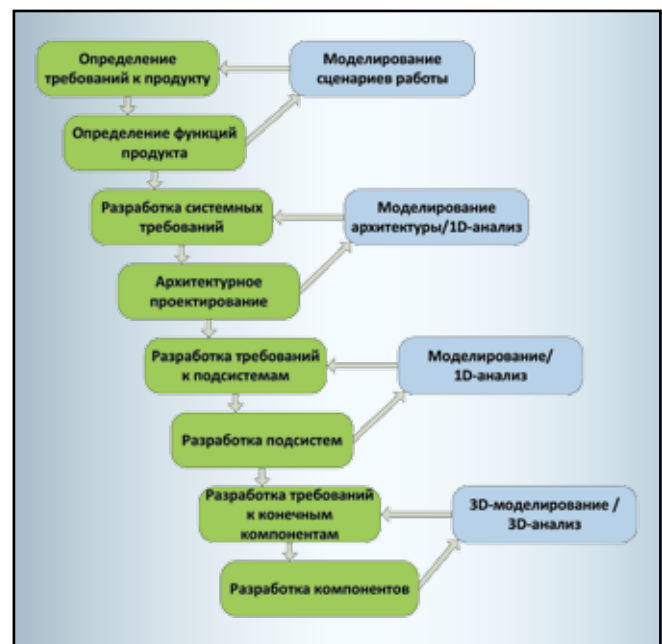 Определение
требований к продукту
Моделирование
сценариев работы
Определение функций
продукта
Разработка системных
требований
Моделирование
архитектуры/1D-анализ
Архитектурное
проектирование
Разработка требований
к подсистемам
Моделирование/
1D-анализ
Разработка подсистем
Разработка требований
к конечным
компонентам
3D-моделирование /
3D-анализ
Разработка компонентов